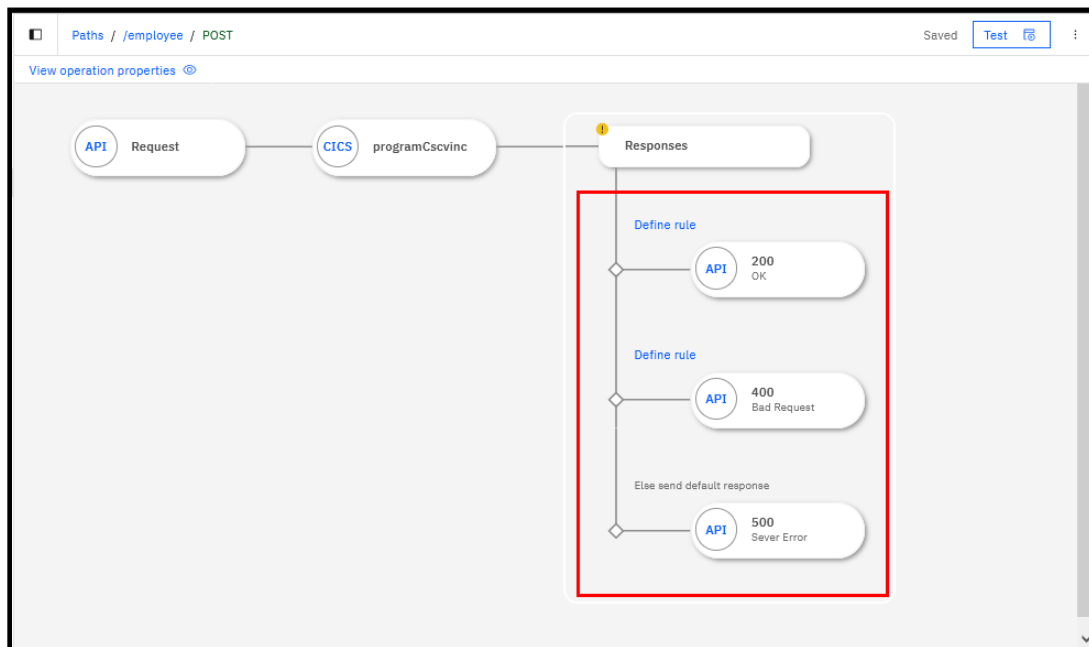 Paths / /employee / POST
Saved
Test
View operation properties
API Request
CICS programCscvinc
!
Responses
Define rule
API
200
OK
Define rule
API
400
Bad Request
Else send default response
API
500
Sever Error